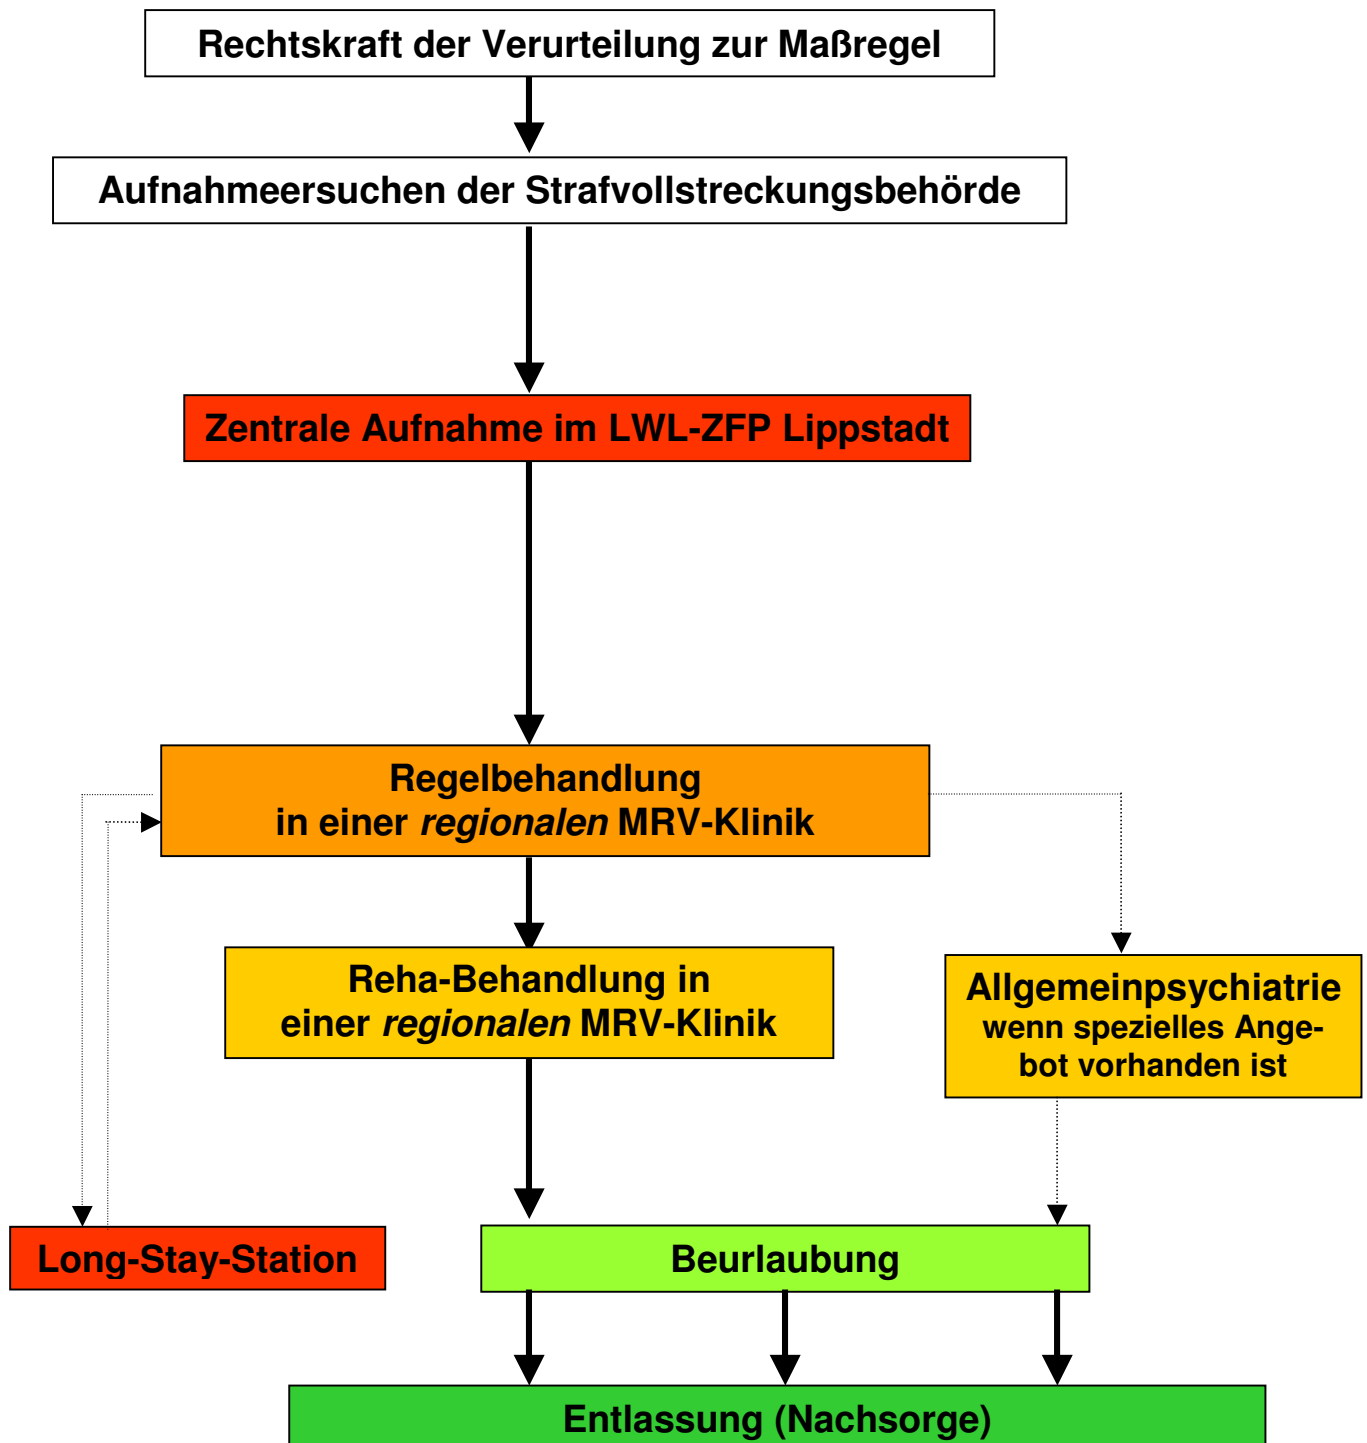 Rechtskraft der Verurteilung zur Maßregel
Aufnahmeersuchen der Strafvollstreckungsbehörde
Zentrale Aufnahme im LWL-ZFP Lippstadt
Regelbehandlung
in einer regionalen MRV-Klinik
Reha-Behandlung in
einer regionalen MRV-Klinik
Allgemeinpsychiatrie
wenn spezielles Ange-
bot vorhanden ist
Long-Stay-Station
Beurlaubung
Entlassung (Nachsorge)